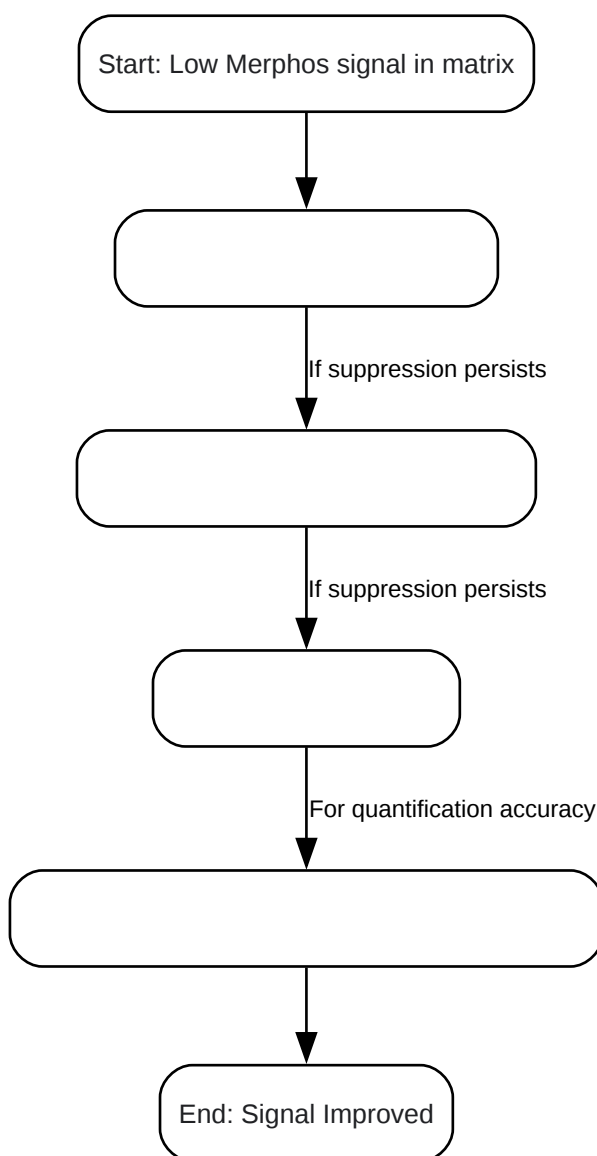 Start: Low Merphos signal in matrix
If suppression persists
If suppression persists
For quantification accuracy
End: Signal Improved